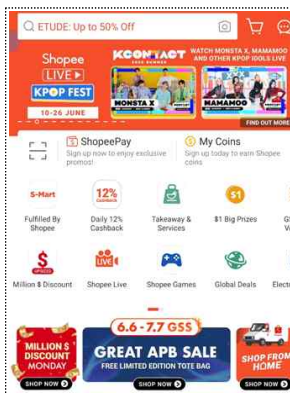 ETUDE: Up to 50% Off
Shopee
LIVE
KPOP FEST
10-26 JUNE
KCONTACT
WATCH MONSTA X, MAMAMOO
AND OTHER KPOP IDOLS LIVE
MONSTA X
MAMAMOO
FIND OUT MORE
ShopeePay
Sign up now to enjoy exclusive
promos!
My Coins
Sign up today to earn Shopee
coins
S-Mart
12%
CASHBACK
$1
Fulfilled By
Shopee
Daily 12%
Cashback
Takeaway &
Services
$1 Big Prizes
LIVE
Million $ Discount
Shopee Live
Shopee Games
Global Deals
Elect
6.6 - 7.7 GSS
MILLION $
DISCOUNT
MONDAY
SHOP NOW
GREAT APB SALE
FREE LIMITED EDITION TOTE BAG
SHOP NOW
SHOP FROM
HOME
SHOP NOW